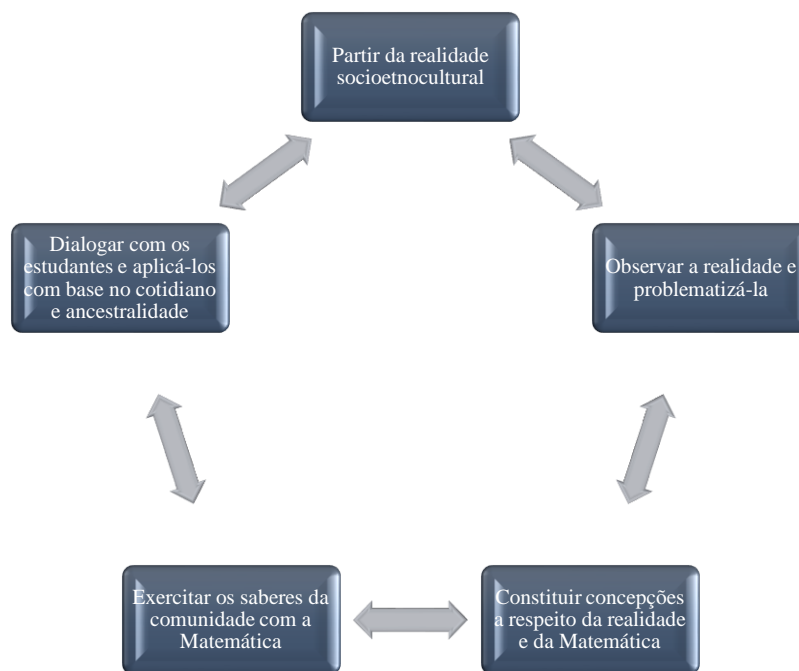 Partir da realidade
socioetnocultural
Observar a realidade e
problematizá-la
Constituir concepções
a respeito da realidade
e da Matemática
Exercitar os saberes da
comunidade com a
Matemática
Dialogar com os
estudantes e aplicá-los
com base no cotidiano
e ancestralidade